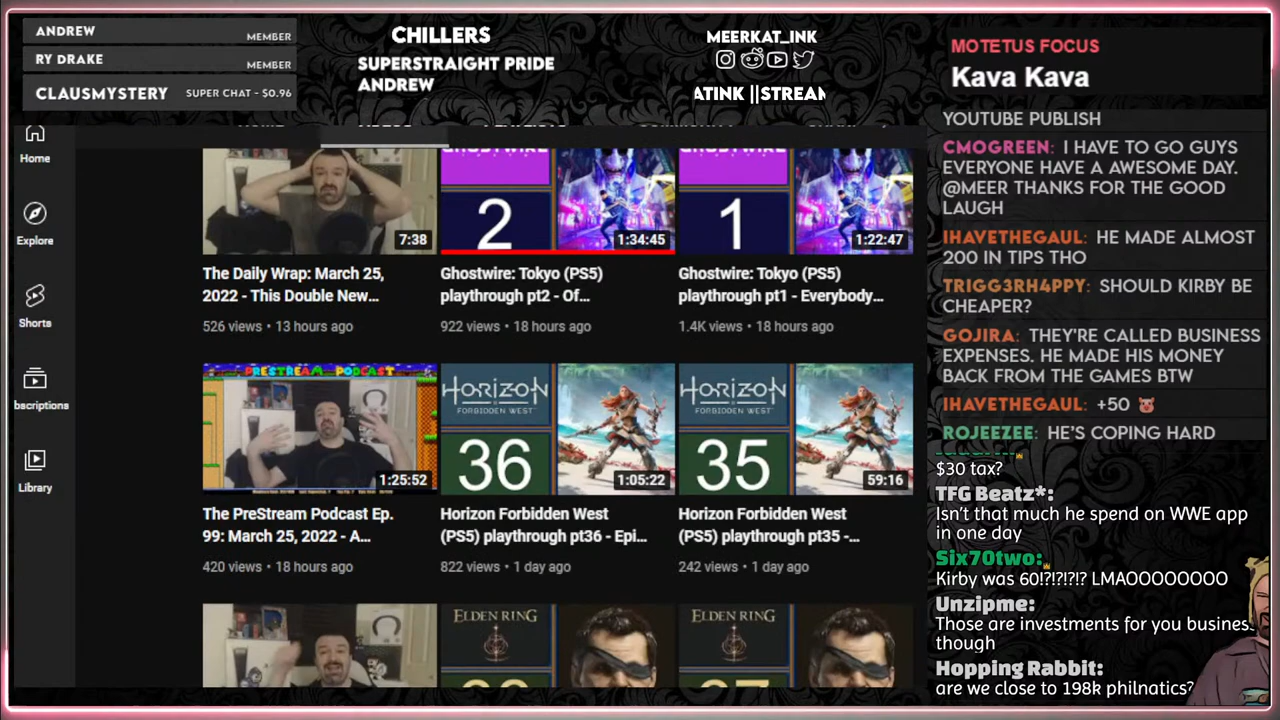 ANDREW
MEMBER
RY DRAKE
MEMBER
CLAUSMYSTERY
SUPER CHAT - $0.96
CHILLERS
SUPERSTRAIGHT PRIDE
ANDREW
MEERKAT_INK
ATINK ||STREAM
MOTETUS FOCUS
Kava Kava
Home
Explore
Shorts
bscriptions
Library
GHOSTWIRE
2
1:34:45
GHOSTWIRE
1
1:22:47
7:38
The Daily Wrap: March 25,
2022 - This Double New...
526 views • 13 hours ago
Ghostwire: Tokyo (PS5)
playthrough pt2 - Of...
922 views • 18 hours ago
Ghostwire: Tokyo (PS5)
playthrough pt1 - Everybody...
1.4K views • 18 hours ago
PRESTREAM PODCAST
1:25:52
HORIZON
FORBIDDEN WEST
36
1:05:22
HORIZON
FORBIDDEN WEST
35
59:16
The PreStream Podcast Ep.
99: March 25, 2022 - A...
420 views • 18 hours ago
Horizon Forbidden West
(PS5) playthrough pt36 - Epi...
822 views • 1 day ago
Horizon Forbidden West
(PS5) playthrough pt35 -...
242 views • 1 day ago
ELDEN RING
ELDEN RING
YOUTUBE PUBLISH
CMOGREEN: I HAVE TO GO GUYS
EVERYONE HAVE A AWESOME DAY.
@MEER THANKS FOR THE GOOD
LAUGH
IHAVETHEGAUL: HE MADE ALMOST
200 IN TIPS THO
TRIGG3RH4PPY: SHOULD KIRBY BE
CHEAPER?
GOJIRA: THEY'RE CALLED BUSINESS
EXPENSES. HE MADE HIS MONEY
BACK FROM THE GAMES BTW
IHAVETHEGAUL: +50
ROJEEZEE: HE'S COPING HARD
$30 tax?
TFG Beatz*:
Isn't that much he spend on WWE app
in one day
Six70two:
Kirby was 60!?!?!?!? LMAOOOOOOOO
Unzipme:
Those are investments for you business
though
Hopping Rabbit:
are we close to 198k philnatics?